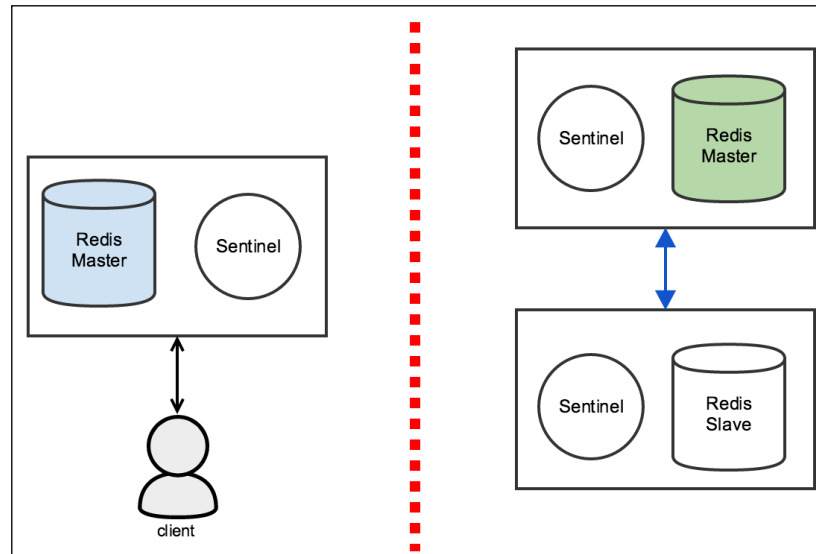 Redis
Master
Sentinel
client
Sentinel
Redis
Master
Sentinel
Redis
Slave